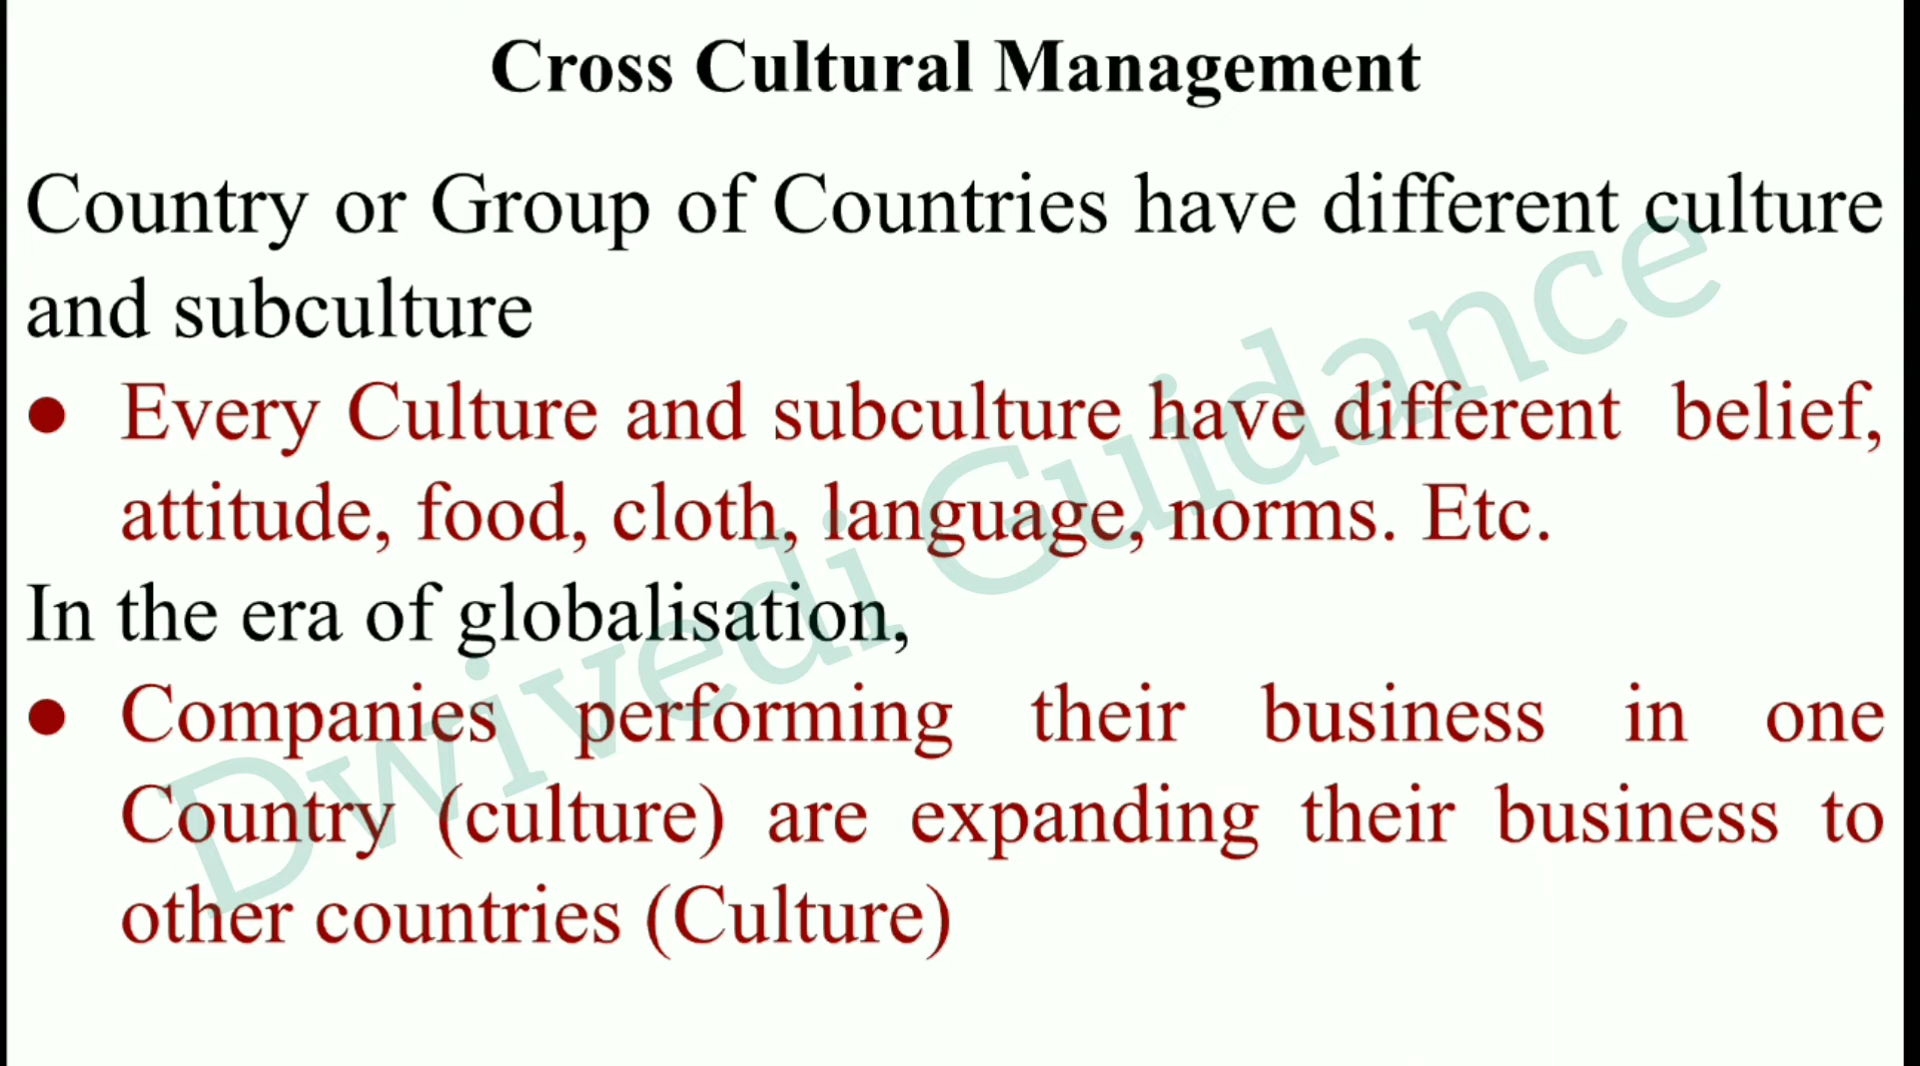 Cross Cultural Management
Country or Group of Countries have different culture
and subculture
● Every Culture and subculture have different belief,
attitude, food, cloth, language, norms. Etc.
In the era of globalisation,
● Companies performing their business in one
Country (culture) are expanding their business to
other countries (Culture)
Dwivedi Guidance